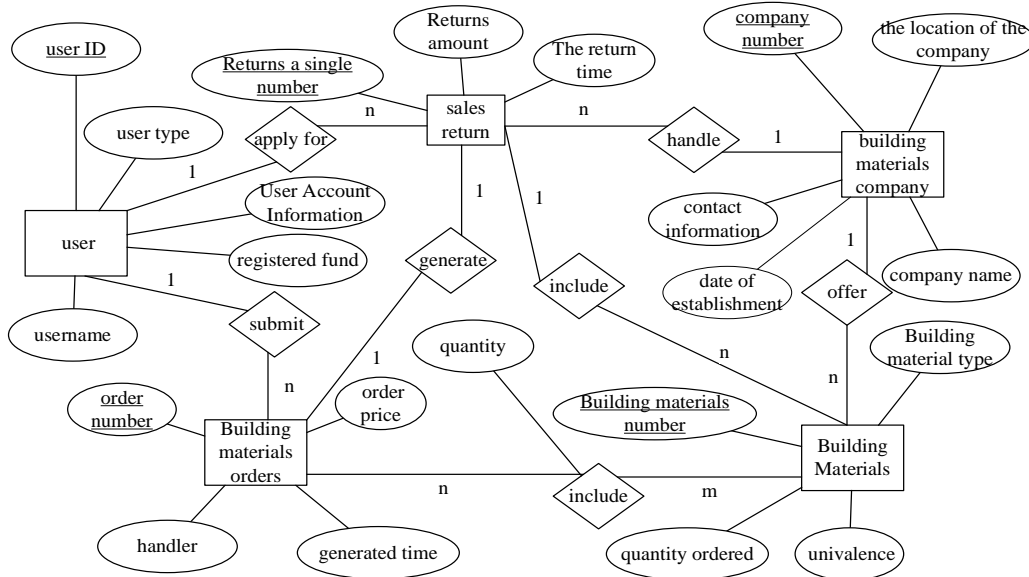 user ID
Returns
amount
company
number
the location of the
company
Returns a single
number
The return
time
user type
n
sales
return
n
apply for
handle
1
building
materials
company
1
User Account
Information
1
1
contact
information
user
generate
1
registered fund
include
date of
establishment
offer
company name
1
username
submit
quantity
Building
material type
1
n
n
n
order
number
order
price
Building materials
number
Building
materials
orders
Building
Materials
n
include
m
handler
generated time
quantity ordered
univalence